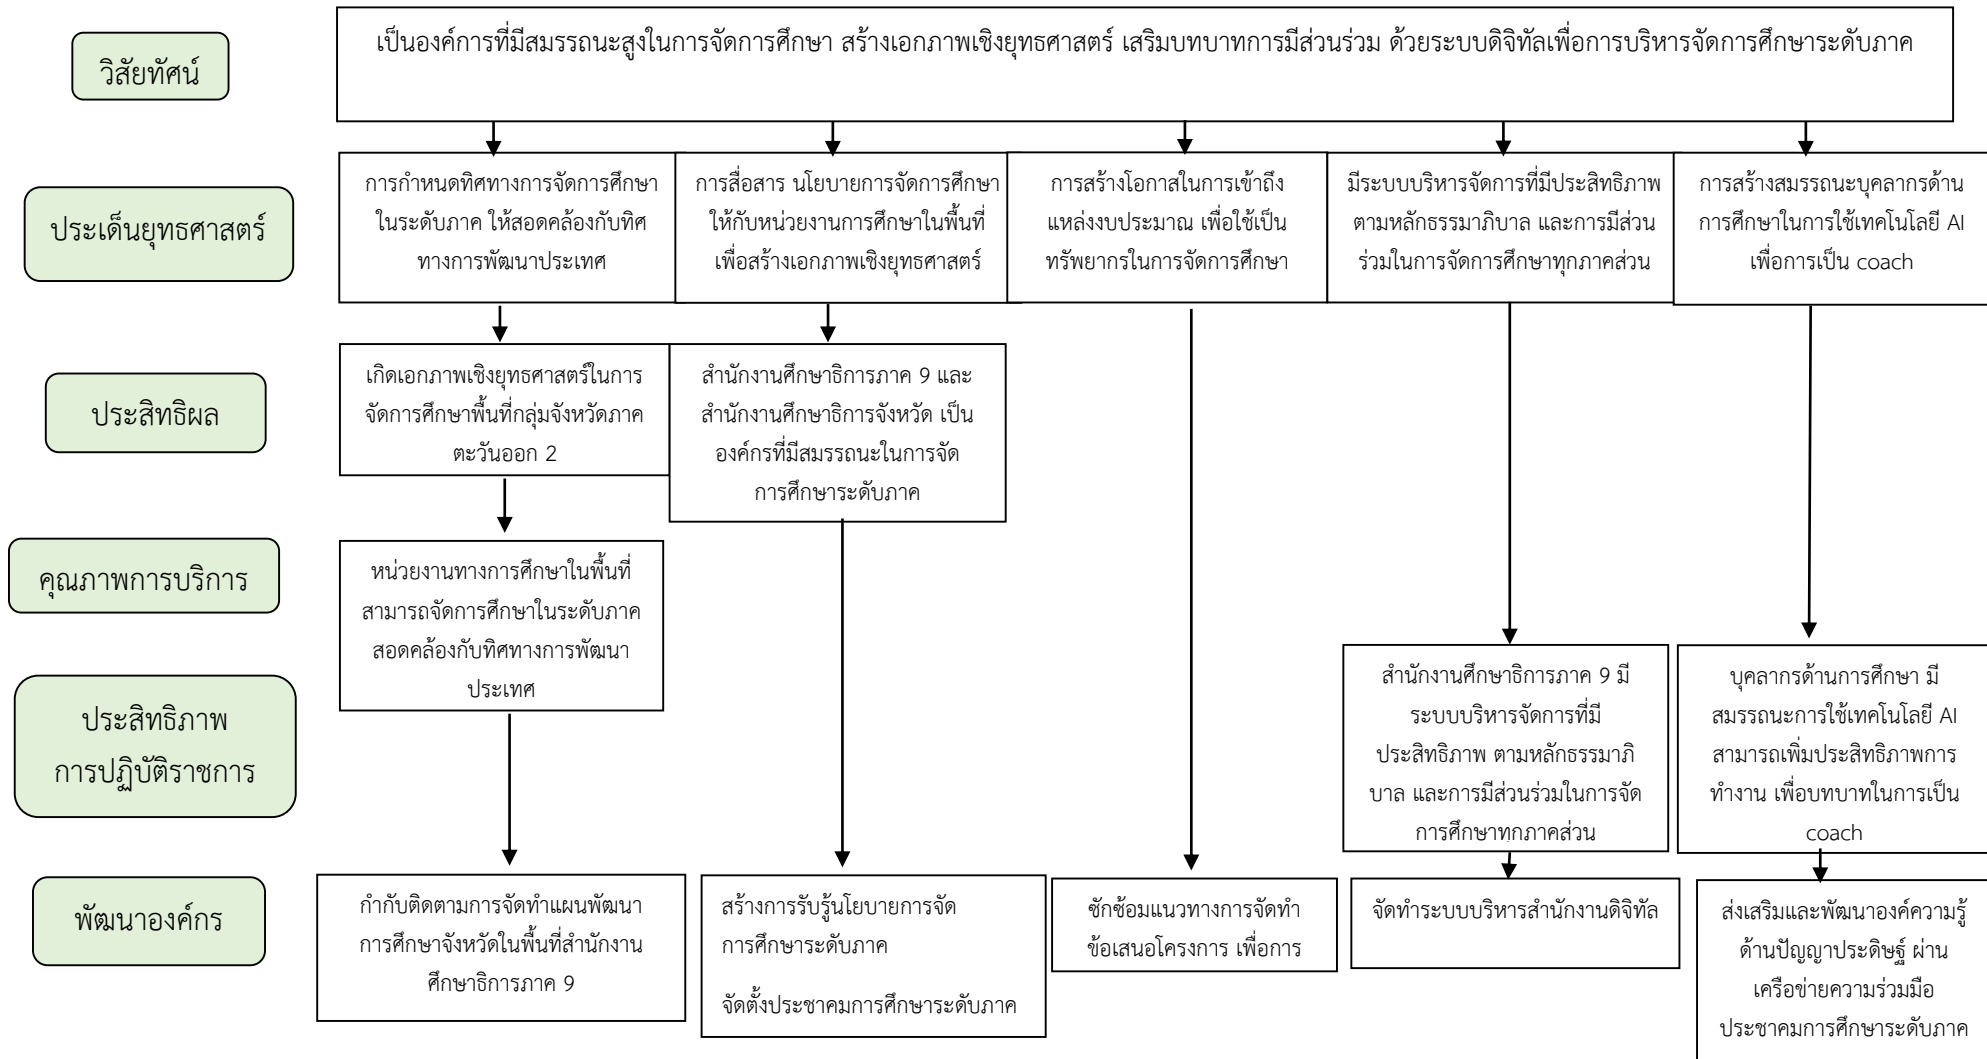 วิสัยทัศน์
เป็นองค์การที่มีสมรรถนะสูงในการจัดการศึกษา สร้างเอกภาพเชิงยุทธศาสตร์ เสริมบทบาทการมีส่วนร่วม ด้วยระบบดิจิทัลเพื่อการบริหารจัดการศึกษาระดับภาค
ประเด็นยุทธศาสตร์
การกำหนดทิศทางการจัดการศึกษา
ในระดับภาค ให้สอดคล้องกับทิศ
ทางการพัฒนาประเทศ
การสื่อสาร นโยบายการจัดการศึกษา
ให้กับหน่วยงานการศึกษาในพื้นที่
เพื่อสร้างเอกภาพเชิงยุทธศาสตร์
การสร้างโอกาสในการเข้าถึง
แหล่งงบประมาณ เพื่อใช้เป็น
ทรัพยากรในการจัดการศึกษา
มีระบบบริหารจัดการที่มีประสิทธิภาพ
ตามหลักธรรมาภิบาล และการมีส่วน
ร่วมในการจัดการศึกษาทุกภาคส่วน
การสร้างสมรรถนะบุคลากรด้าน
การศึกษาในการใช้เทคโนโลยี AI
เพื่อการเป็น coach
ประสิทธิผล
เกิดเอกภาพเชิงยุทธศาสตร์ในการ
จัดการศึกษาพื้นที่กลุ่มจังหวัดภาค
ตะวันออก 2
สำนักงานศึกษาธิการภาค 9 และ
สำนักงานศึกษาธิการจังหวัด เป็น
องค์กรที่มีสมรรถนะในการจัด
การศึกษาระดับภาค
คุณภาพการบริการ
หน่วยงานทางการศึกษาในพื้นที่
สามารถจัดการศึกษาในระดับภาค
สอดคล้องกับทิศทางการพัฒนา
ประเทศ
ประสิทธิภาพ
การปฏิบัติราชการ
สำนักงานศึกษาธิการภาค 9 มี
ระบบบริหารจัดการที่มี
ประสิทธิภาพ ตามหลักธรรมาภิ
บาล และการมีส่วนร่วมในการจัด
การศึกษาทุกภาคส่วน
บุคลากรด้านการศึกษา มี
สมรรถนะการใช้เทคโนโลยี AI
สามารถเพิ่มประสิทธิภาพการ
ทำงาน เพื่อบทบาทในการเป็น
coach
พัฒนาองค์กร
กำกับติดตามการจัดทำแผนพัฒนา
การศึกษาจังหวัดในพื้นที่สำนักงาน
ศึกษาธิการภาค 9
สร้างการรับรู้นโยบายการจัด
การศึกษาระดับภาค
จัดตั้งประชาคมการศึกษาระดับภาค
ซักซ้อมแนวทางการจัดทำ
ข้อเสนอโครงการ เพื่อการ
จัดทำระบบบริหารสำนักงานดิจิทัล
ส่งเสริมและพัฒนาองค์ความรู้
ด้านปัญญาประดิษฐ์ ผ่าน
เครือข่ายความร่วมมือ
ประชาคมการศึกษาระดับภาค